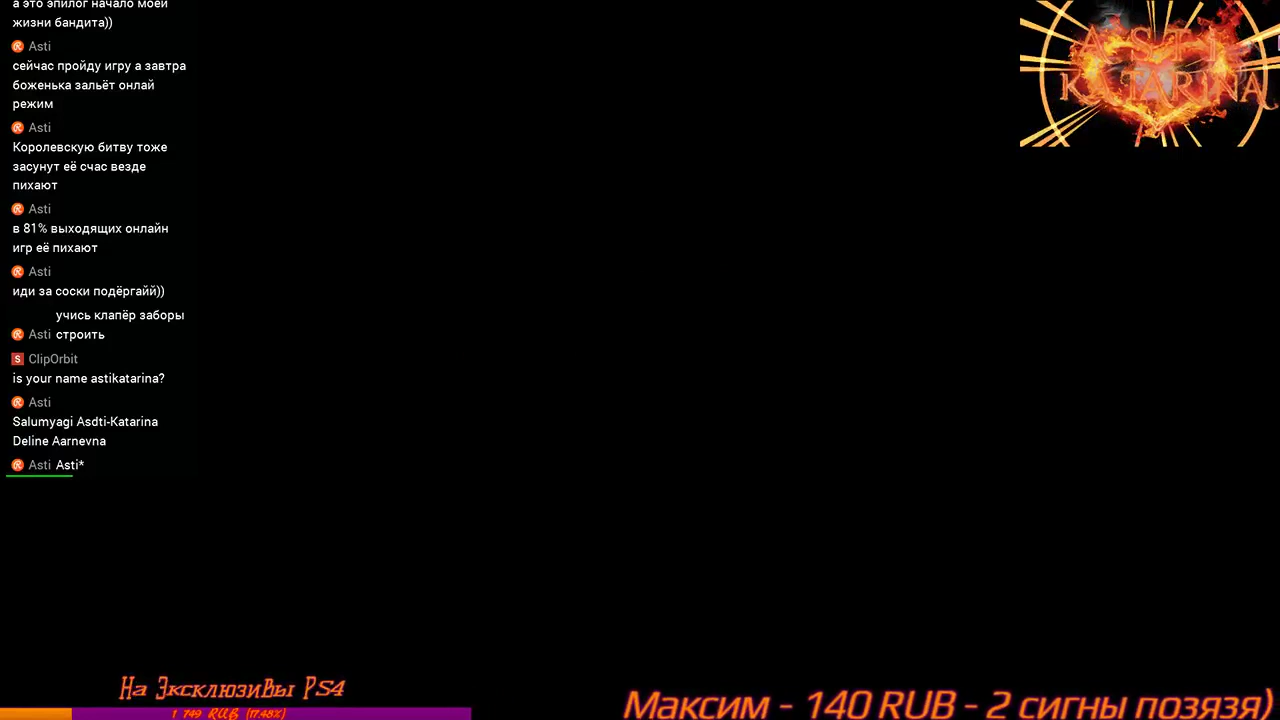 а это эпилог начало моей
жизни бандита))
Asti
сейчас пройду игру а завтра
боженька зальёт онлай
режим
Asti
Королевскую битву тоже
засунут её счас везде
пихают
Asti
в 81% выходящих онлайн
игр её пихают
Asti
иди за соски подёргайй))
учись клапёр заборы
Asti строить
S ClipOrbit
is your name astikatarina?
Asti
Salumyagi Asdti-Katarina
Deline Aarnevna
Asti Asti*
ASTI
KATARINA
На Эксклюзивы PS4
1 749 RUB (17.48%)
Максим - 140 RUB - 2 сигны позязя)